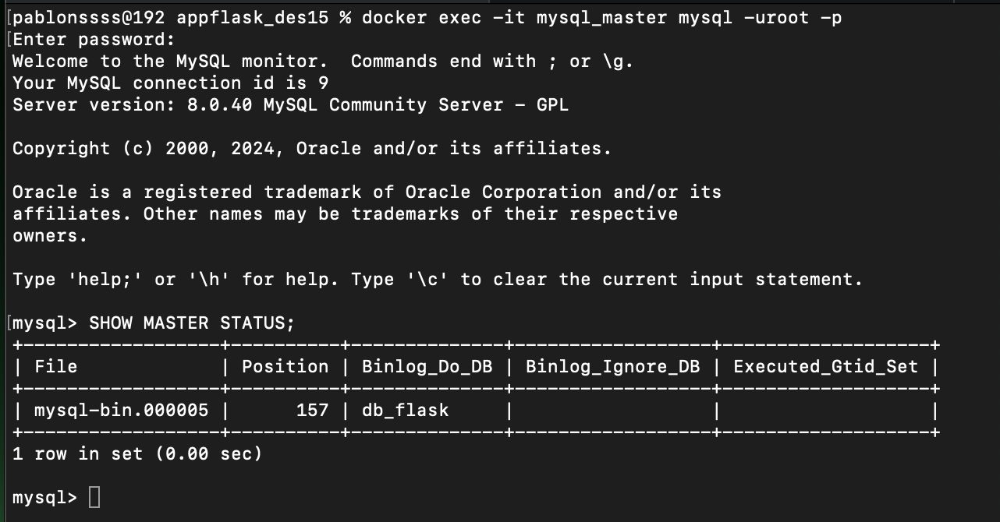 [pablonssss@192 appflask_des15 % docker exec -it mysql_master mysql -uroot -p
[Enter password:
Welcome to the MySQL monitor.  Commands end with ; or \g.
Your MySQL connection id is 9
Server version: 8.0.40 MySQL Community Server - GPL

Copyright (c) 2000, 2024, Oracle and/or its affiliates.

Oracle is a registered trademark of Oracle Corporation and/or its
affiliates. Other names may be trademarks of their respective
owners.

Type 'help;' or '\h' for help. Type '\c' to clear the current input statement.

[mysql> SHOW MASTER STATUS;
+------------------+----------+--------------+------------------+-------------------+
| File             | Position | Binlog_Do_DB | Binlog_Ignore_DB | Executed_Gtid_Set |
+------------------+----------+--------------+------------------+-------------------+
| mysql-bin.000005 |      157 | db_flask     |                  |                   |
+------------------+----------+--------------+------------------+-------------------+
1 row in set (0.00 sec)

mysql>